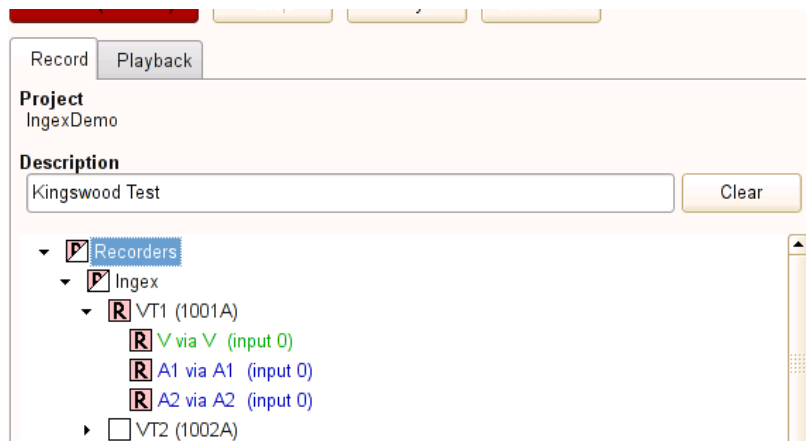 Record Playback
Project
IngexDemo
Description
Kingswood Test Clear
Recorders
Ingex
R VT1 (1001A)
R V via V (input 0)
R A1 via A1 (input 0)
R A2 via A2 (input 0)
VT2 (1002A)